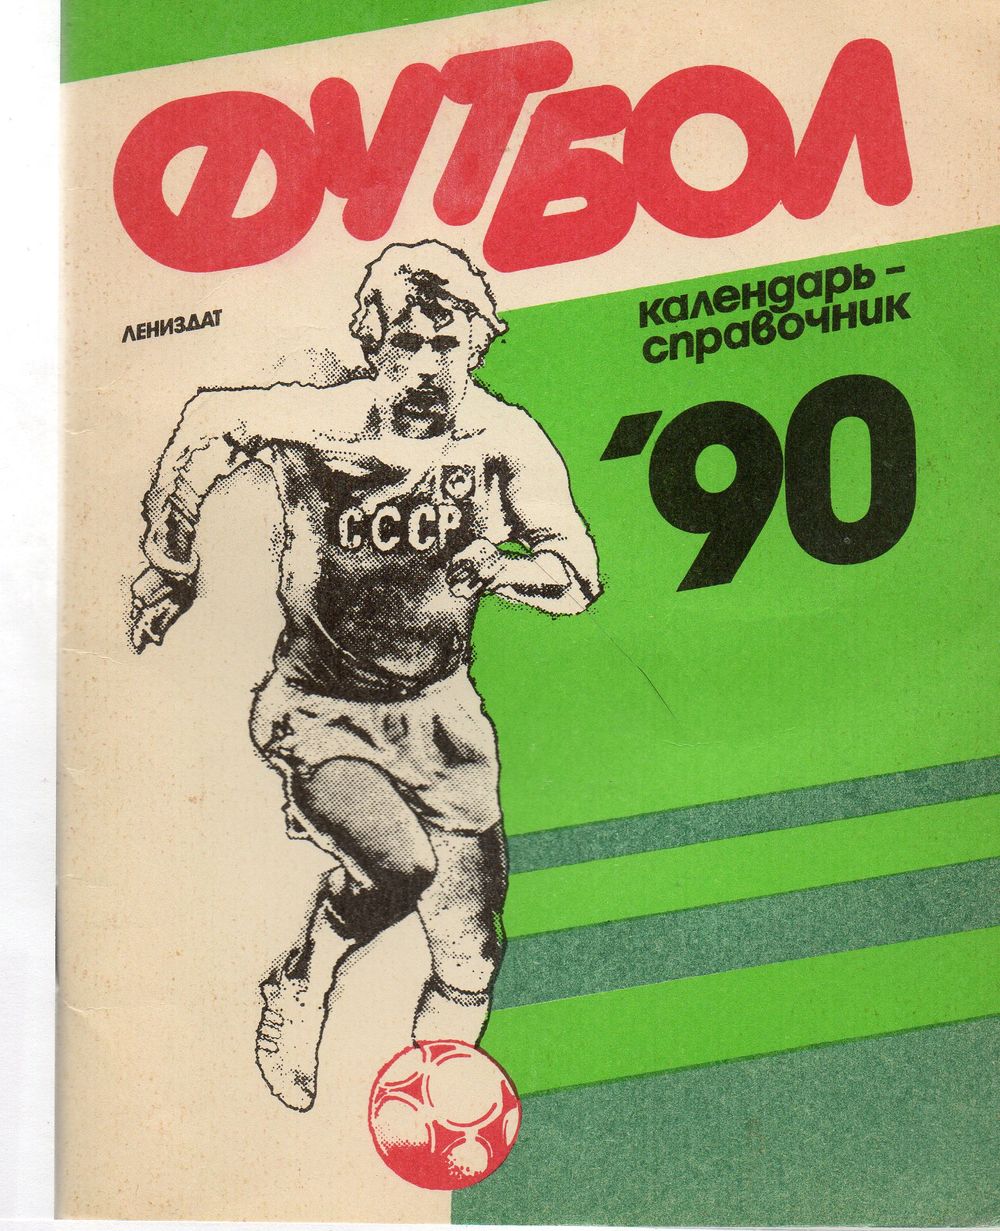 ФУТБОЛ
ЛЕНИЗДАТ
календарь-
справочник
'90
СССР